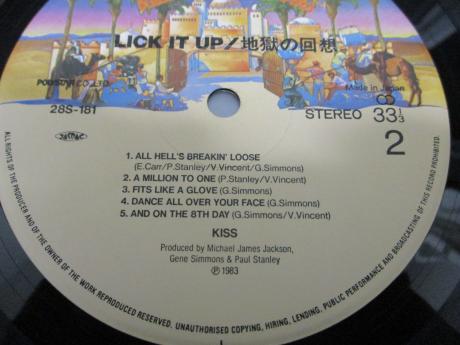 LICK IT UP/地獄の回想
POLYSTAR CO., LTD.
28S-181
Made in Japan
STEREO 33 1/3
2
1. ALL HELL'S BREAKIN' LOOSE
(E.Carr/P.Stanley/V.Vincent/G.Simmons)
2. A MILLION TO ONE (P.Stanley/V.Vincent)
3. FITS LIKE A GLOVE (G.Simmons)
4. DANCE ALL OVER YOUR FACE (G.Simmons)
5. AND ON THE 8TH DAY (G.Simmons/V.Vincent)
KISS
Produced by Michael James Jackson,
Gene Simmons & Paul Stanley
℗ 1983
ALL RIGHTS OF THE PRODUCER AND OF THE OWNER OF THE WORK REPRODUCED RESERVED. UNAUTHORISED COPYING, HIRING, LENDING, PUBLIC PERFORMANCE AND BROADCASTING OF THIS RECORD PROHIBITED.